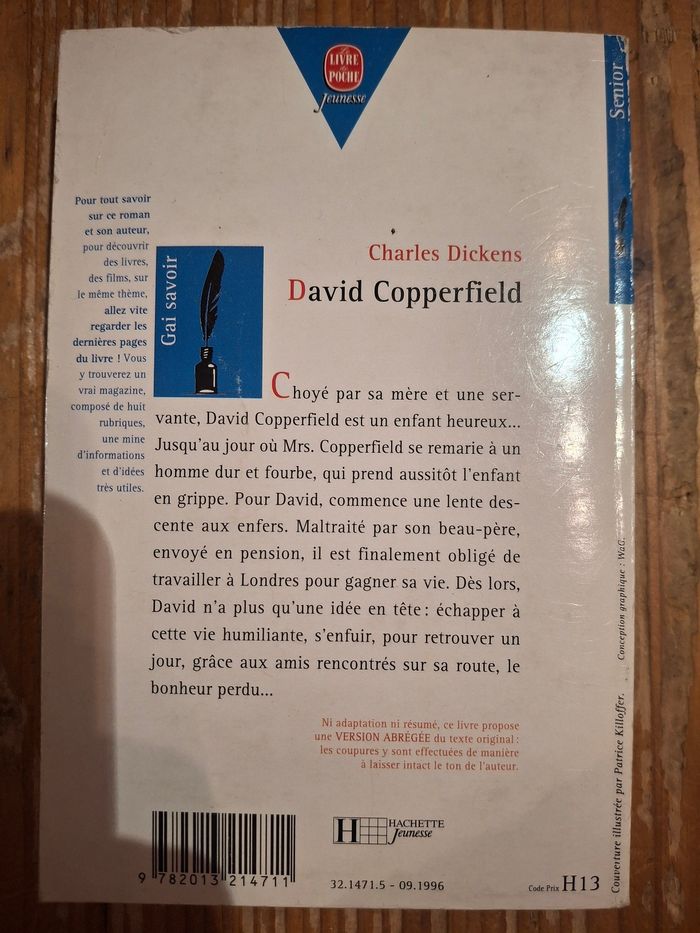 Le
LIVRE
de
POCHE
Jeunesse
Senior
Pour tout savoir
sur ce roman
et son auteur,
pour découvrir
des livres,
des films, sur
le même thème,
allez vite
regarder les
dernières pages
du livre ! Vous
y trouverez un
vrai magazine,
composé de huit
rubriques,
une mine
d'informations
et d'idées
très utiles.
Gai savoir
Charles Dickens
David Copperfield
Choyé par sa mère et une ser-
vante, David Copperfield est un enfant heureux...
Jusqu'au jour où Mrs. Copperfield se remarie à un
homme dur et fourbe, qui prend aussitôt l'enfant
en grippe. Pour David, commence une lente des-
cente aux enfers. Maltraité par son beau-père,
envoyé en pension, il est finalement obligé de
travailler à Londres pour gagner sa vie. Dès lors,
David n'a plus qu'une idée en tête : échapper à
cette vie humiliante, s'enfuir, pour retrouver un
jour, grâce aux amis rencontrés sur sa route, le
bonheur perdu...
Ni adaptation ni résumé, ce livre propose
une VERSION ABRÉGÉE du texte original :
les coupures y sont effectuées de manière
à laisser intact le ton de l'auteur.
9 782013 214711
H HACHETTE
Jeunesse
32.1471.5 - 09.1996
Code Prix H13
Couverture illustrée par Patrice Killoffer. Conception graphique : WaG.